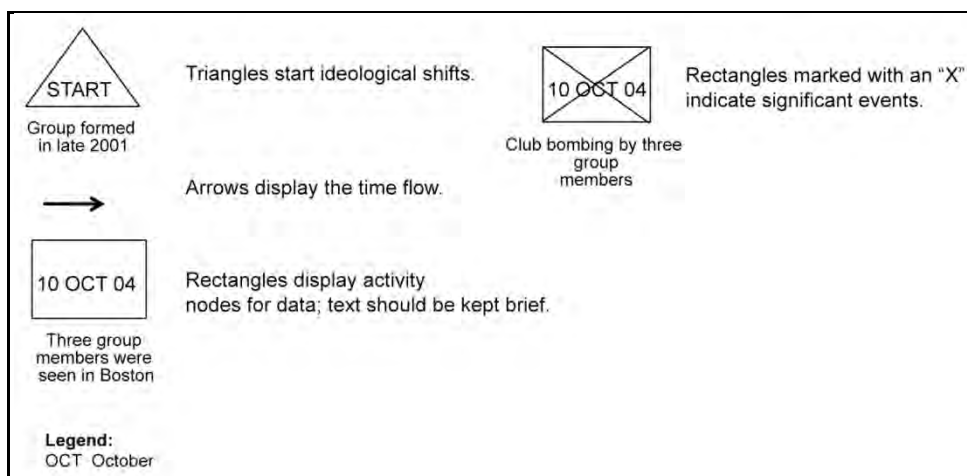 START
Group formed
in late 2001
Triangles start ideological shifts.
Arrows display the time flow.
10 OCT 04
Three group
members were
seen in Boston
Rectangles display activity
nodes for data; text should be kept brief.
10 OCT 04
Club bombing by three
group
members
Rectangles marked with an “X”
indicate significant events.
Legend:
OCT October